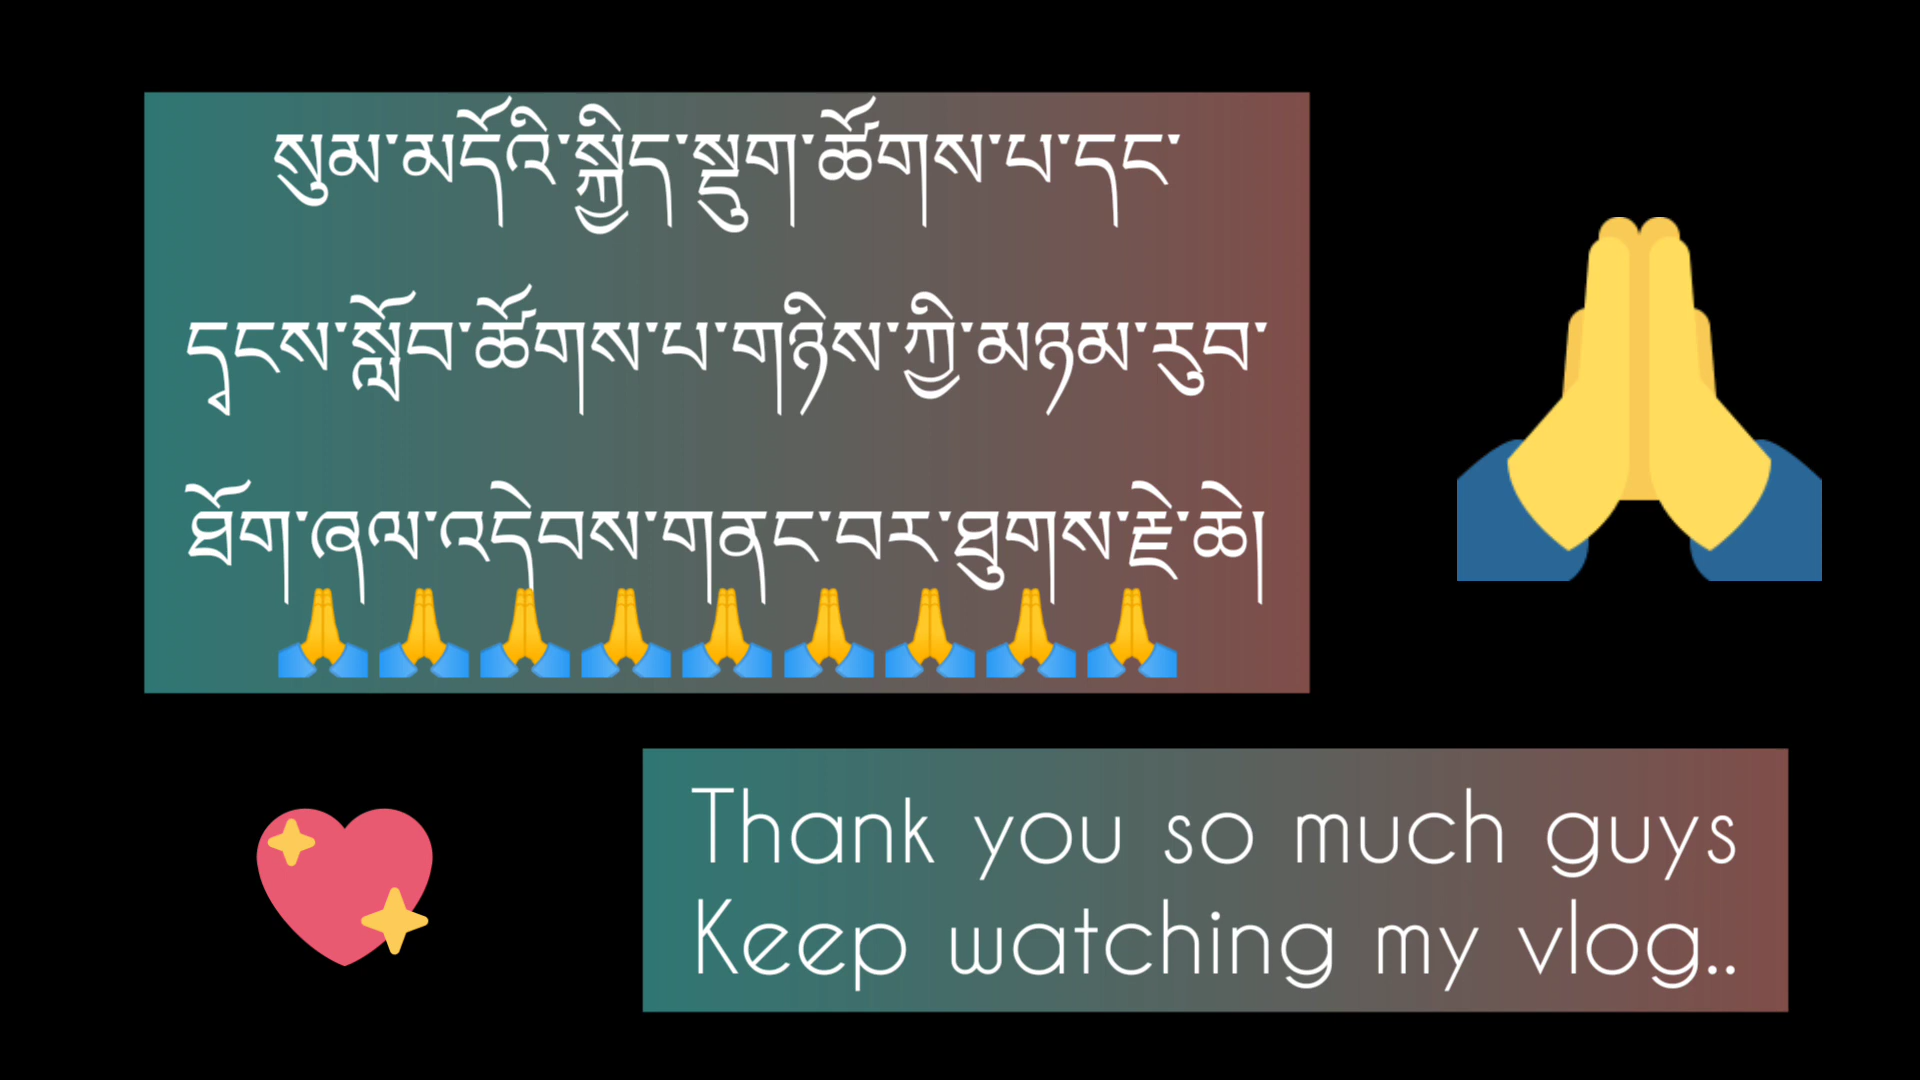 སུམ་མདོའི་སྐྱིད་སྡུག་ཚོགས་པ་དང་
དྭངས་སློབ་ཚོགས་པ་གཉིས་ཀྱི་མཉམ་རུབ་
ཐོག་ཞལ་འདེབས་གནང་བར་ཐུགས་རྗེ་ཆེ།
🙏🙏🙏🙏🙏🙏🙏🙏🙏
Thank you so much guys
Keep watching my vlog..